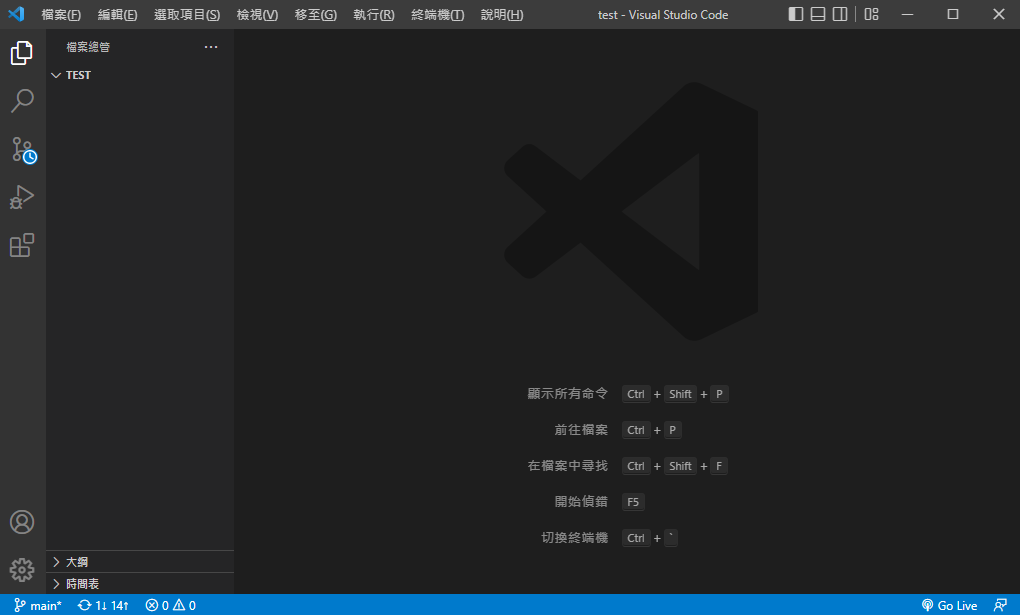 檔案(F) 編輯(E) 選取項目(S) 檢視(V) 移至(G) 執行(R) 終端機(T) 說明(H) test - Visual Studio Code
檔案總管 ···
TEST
顯示所有命令 Ctrl + Shift + P
前往檔案 Ctrl + P
在檔案中尋找 Ctrl + Shift + F
開始偵錯 F5
切換終端機 Ctrl + `
大綱
時間表
main* 1↓ 14↑ 0 0 Go Live